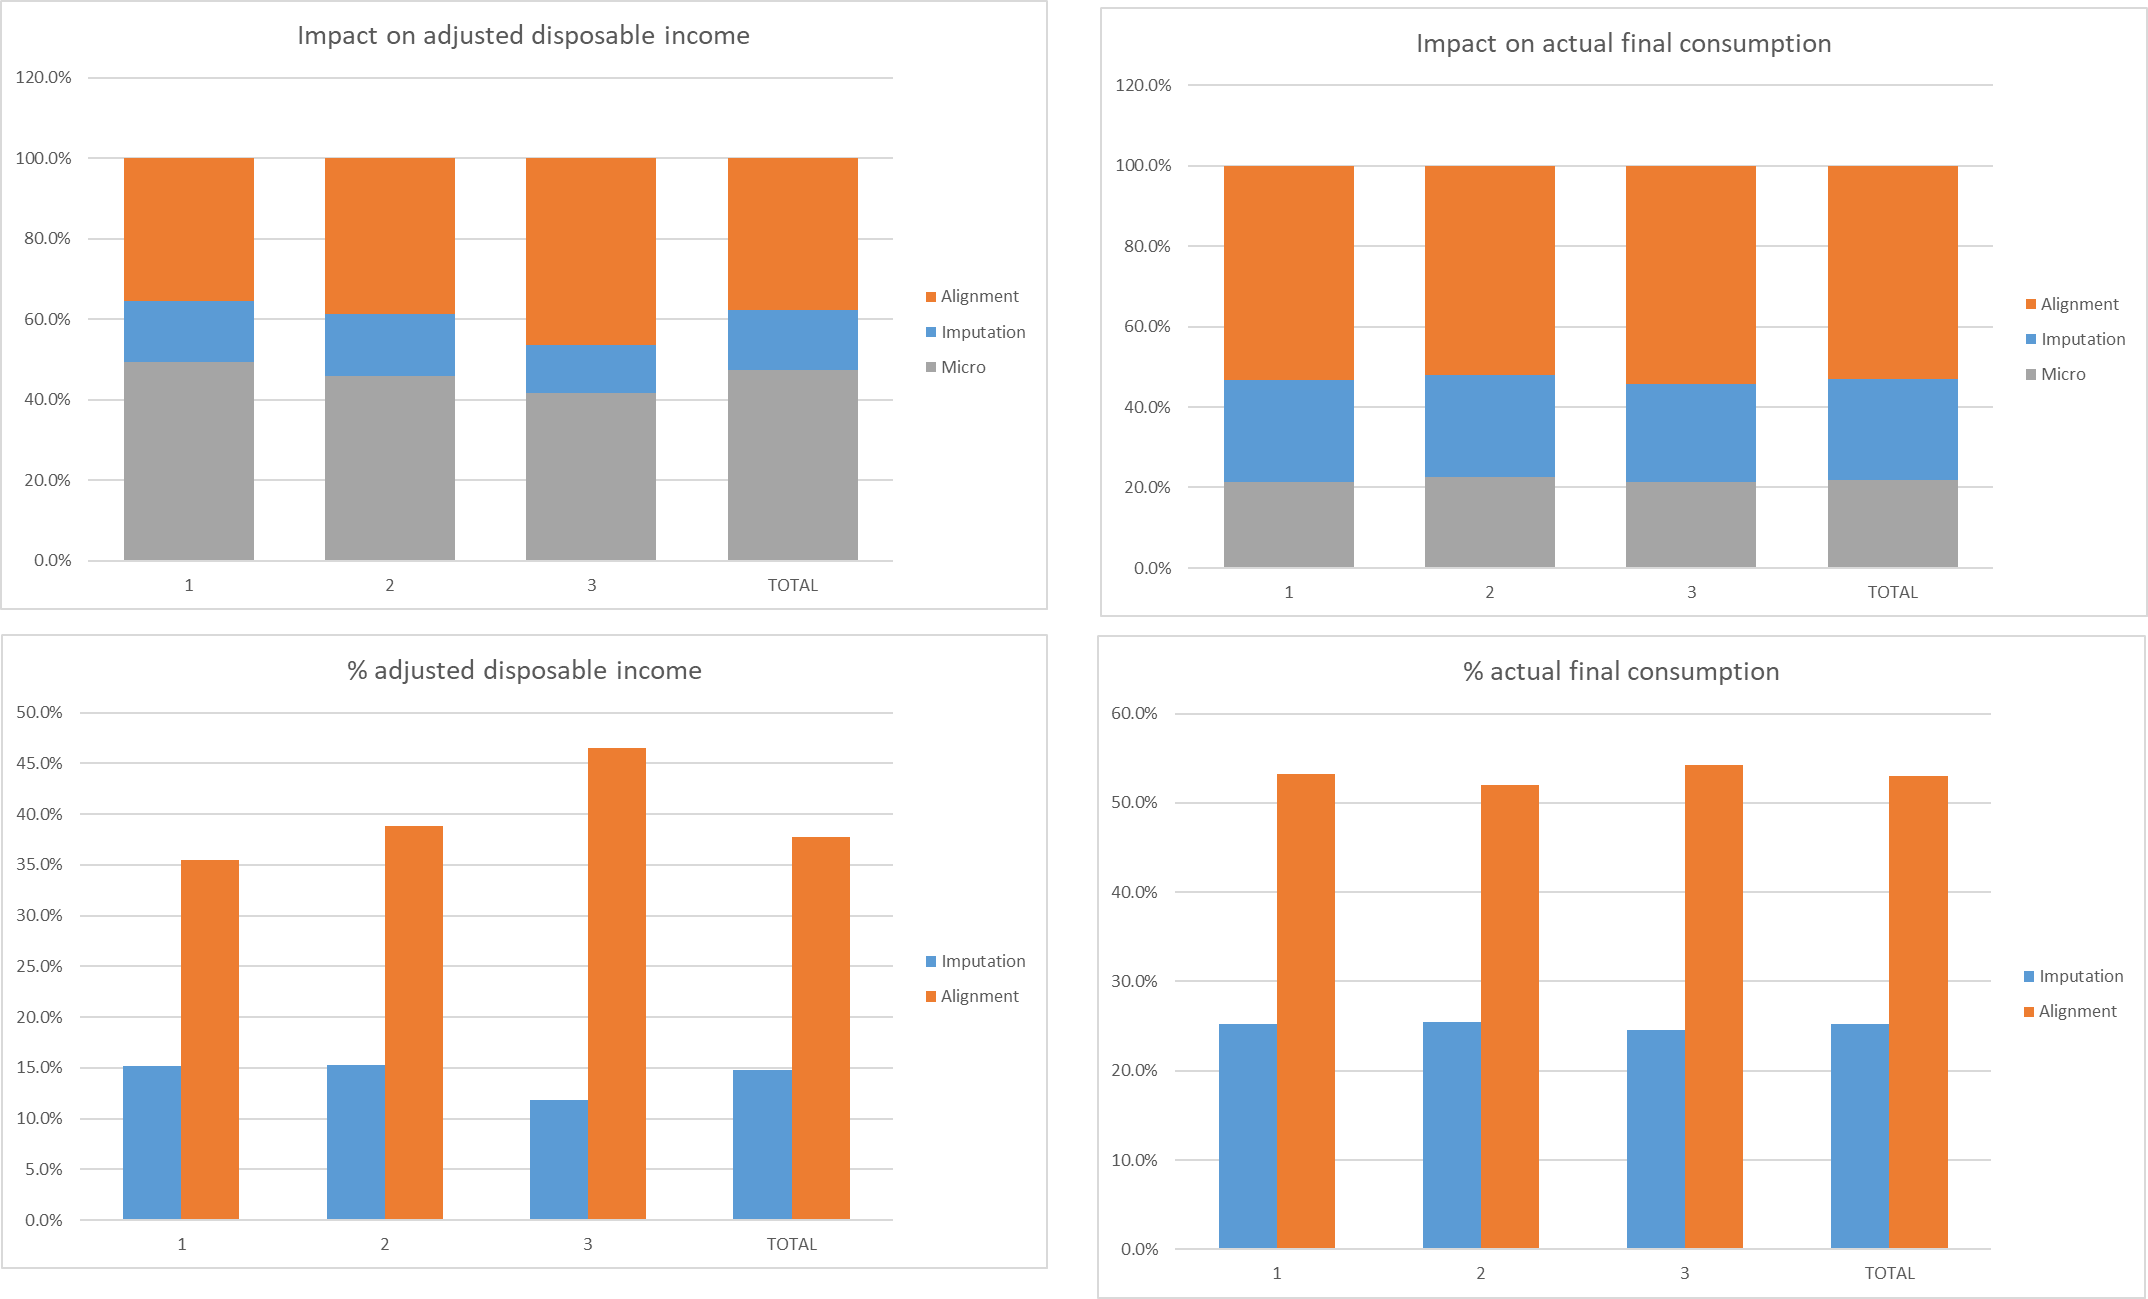 Impact on adjusted disposable income
120.0%
100.0%
80.0%
60.0%
40.0%
20.0%
0.0%
1 2 3 TOTAL
Alignment
Imputation
Micro
Impact on actual final consumption
120.0%
100.0%
80.0%
60.0%
40.0%
20.0%
0.0%
1 2 3 TOTAL
Alignment
Imputation
Micro
% adjusted disposable income
50.0%
45.0%
40.0%
35.0%
30.0%
25.0%
20.0%
15.0%
10.0%
5.0%
0.0%
1 2 3 TOTAL
Imputation
Alignment
% actual final consumption
60.0%
50.0%
40.0%
30.0%
20.0%
10.0%
0.0%
1 2 3 TOTAL
Imputation
Alignment